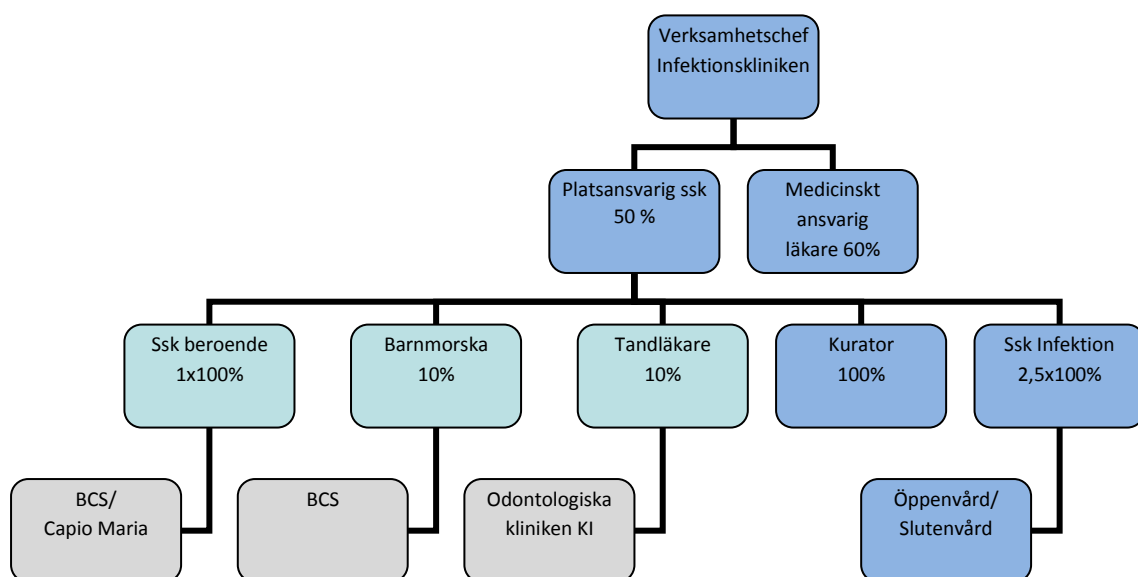 Verksamhetschef
Infektionskliniken
Platsansvarig ssk
50 %
Medicinskt
ansvarig
läkare 60%
Ssk beroende
1x100%
Barnmorska
10%
Tandläkare
10%
Kurator
100%
Ssk Infektion
2,5x100%
BCS/
Capio Maria
BCS
Odontologiska
kliniken KI
Öppenvård/
Slutenvård